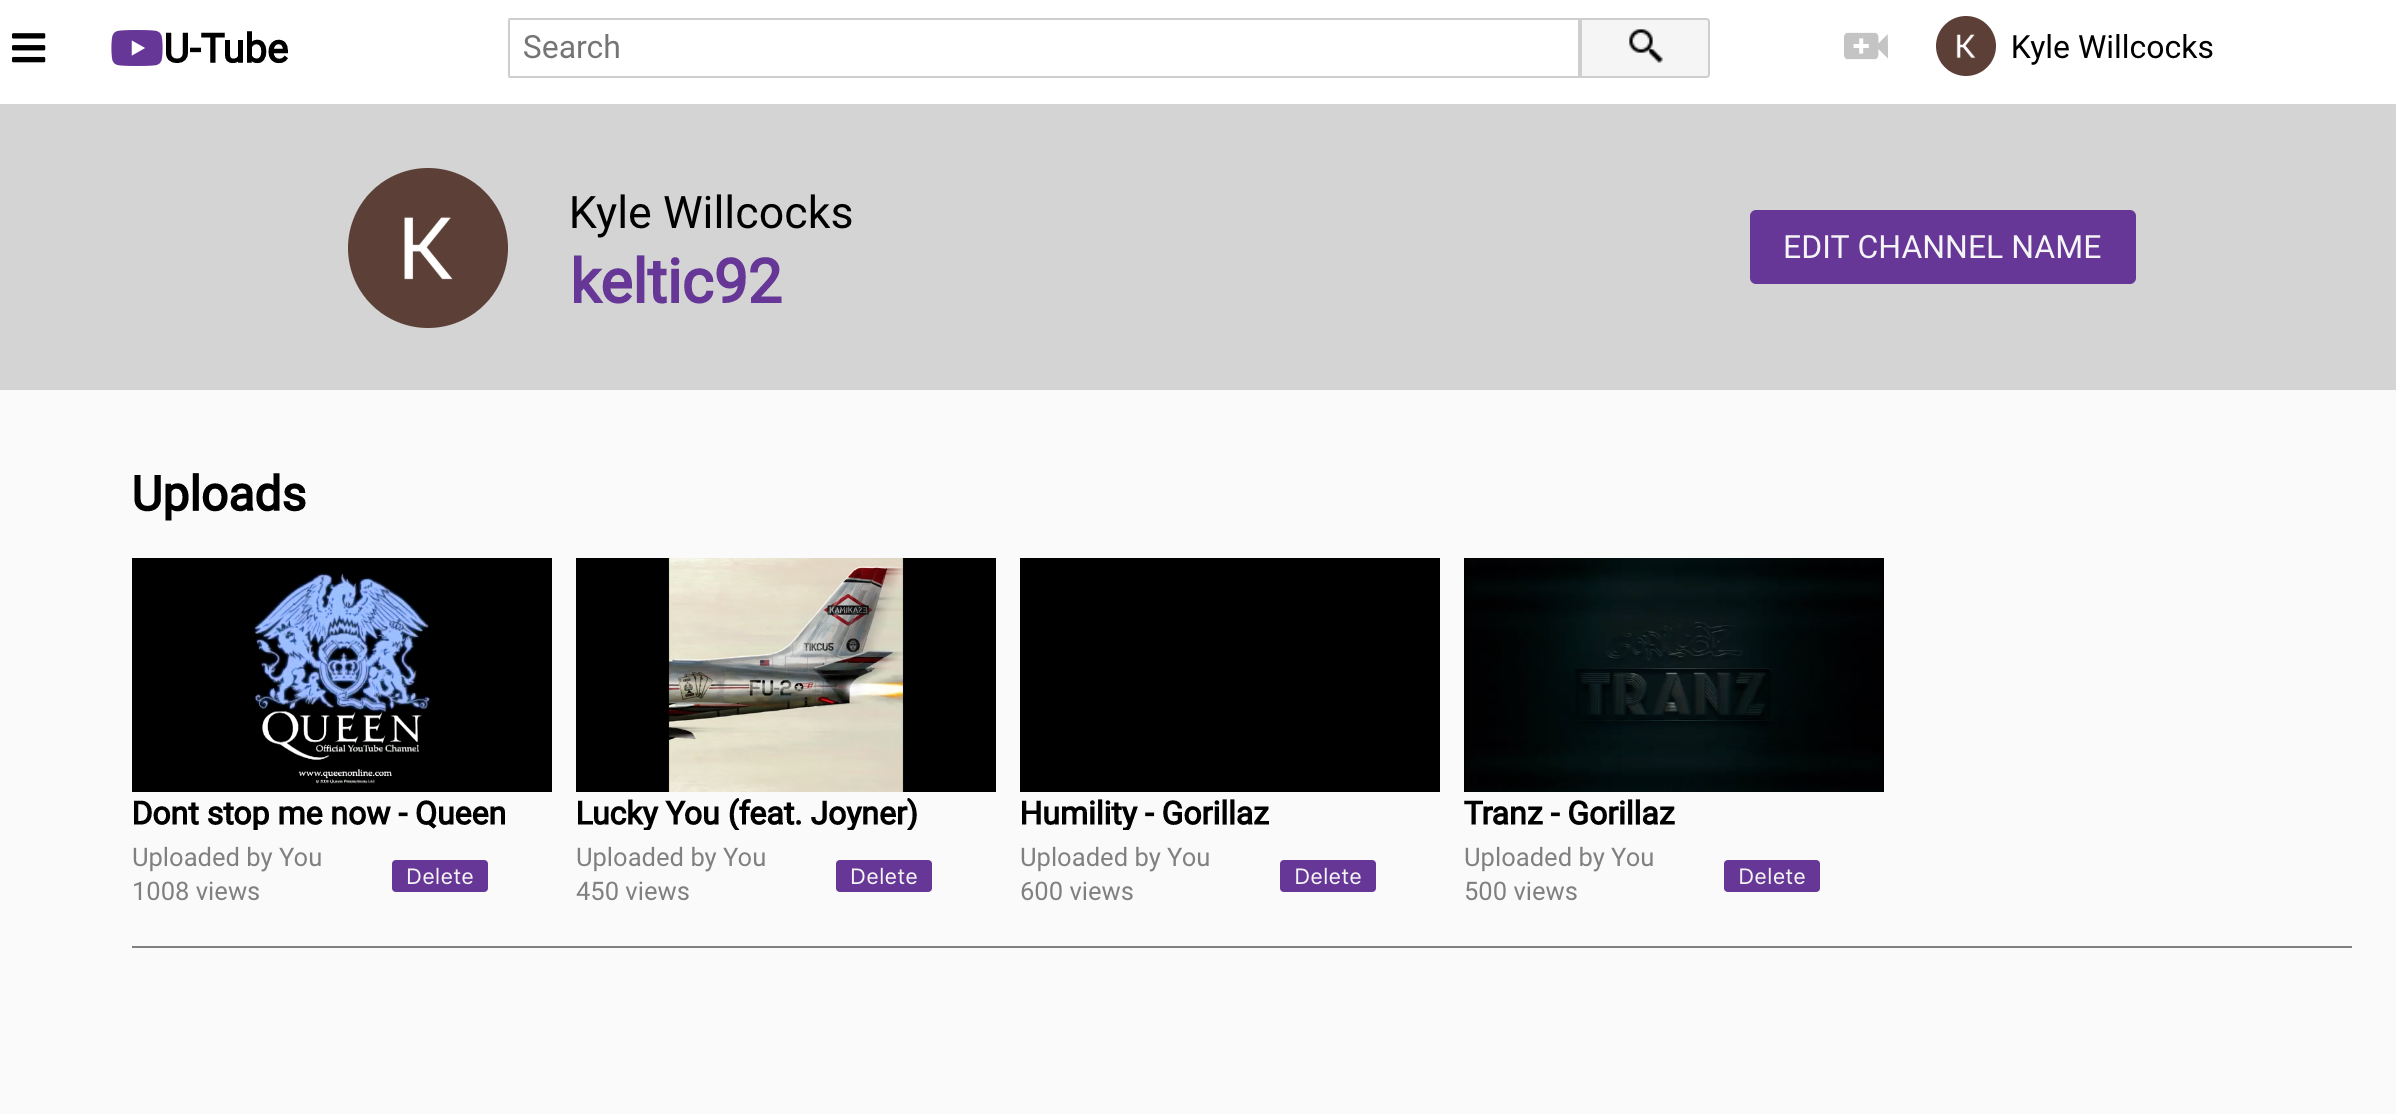 U-Tube
Search
K
Kyle Willcocks
K
Kyle Willcocks
keltic92
EDIT CHANNEL NAME
Uploads
QUEEN
Official YouTube Channel
www.queenonline.com
KAMIKAZƎ
TIKCUS
FU-2
GORILLAZ
TRANZ
Dont stop me now - Queen
Uploaded by You
1008 views
Delete
Lucky You (feat. Joyner)
Uploaded by You
450 views
Delete
Humility - Gorillaz
Uploaded by You
600 views
Delete
Tranz - Gorillaz
Uploaded by You
500 views
Delete